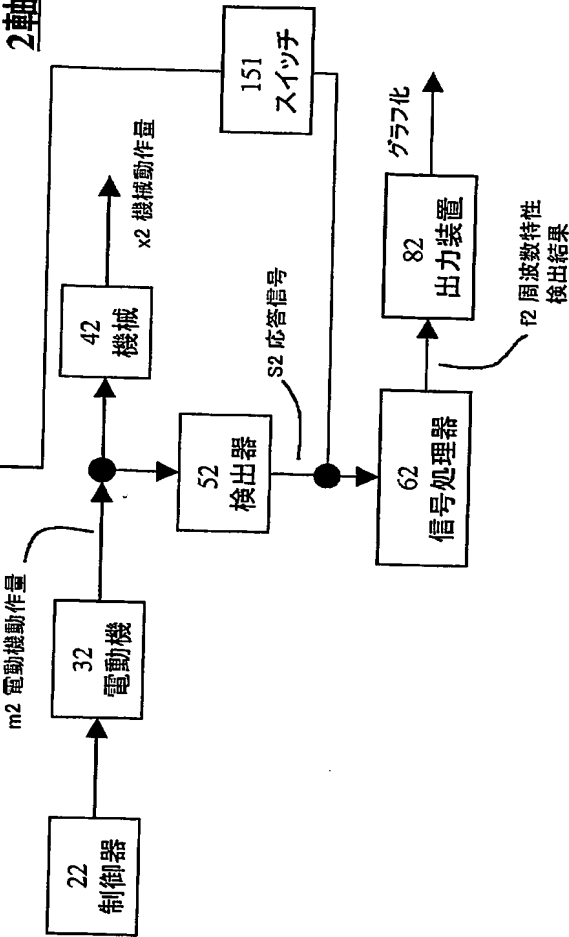 2軸
151
スイッチ
42
機械
x2 機械動作量
グラフ化
82
出力装置
S2 応答信号
f2 周波数特性
検出結果
52
検出器
62
信号処理器
m2 電動機動作量
32
電動機
22
制御器